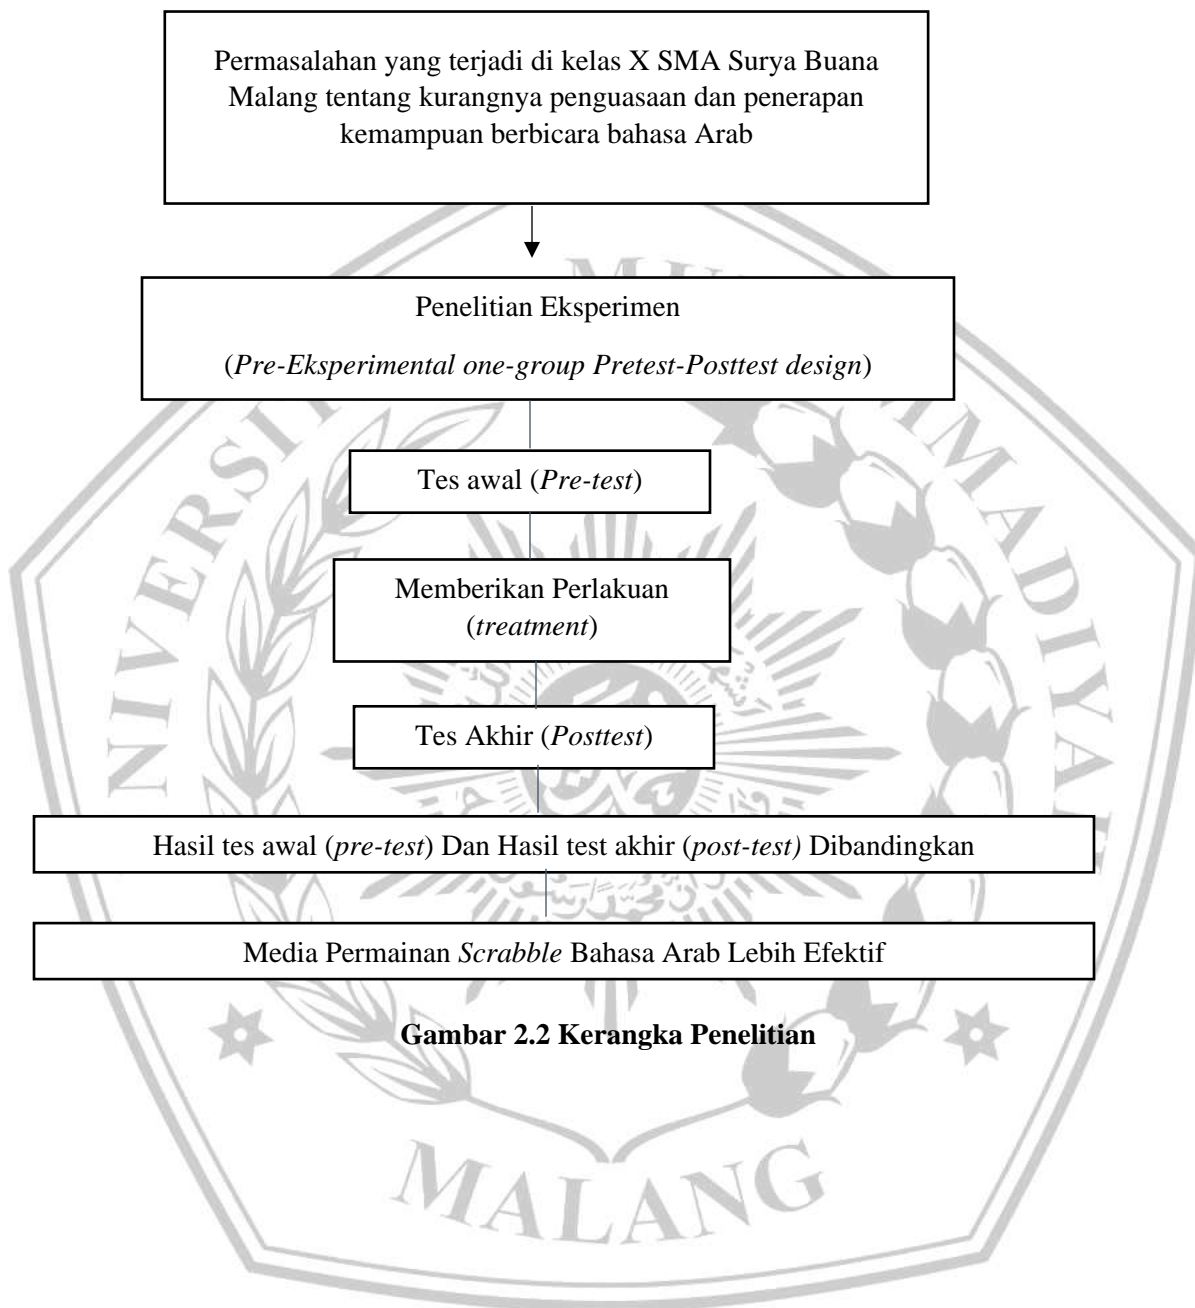 Permasalahan yang terjadi di kelas X SMA Surya Buana
Malang tentang kurangnya penguasaan dan penerapan
kemampuan berbicara bahasa Arab
Penelitian Eksperimen
(Pre-Eksperimental one-group Pretest-Posttest design)
Tes awal (Pre-test)
Memberikan Perlakuan
(treatment)
Tes Akhir (Posttest)
Hasil tes awal (pre-test) Dan Hasil test akhir (post-test) Dibandingkan
Media Permainan Scrabble Bahasa Arab Lebih Efektif
Gambar 2.2 Kerangka Penelitian
MALANG